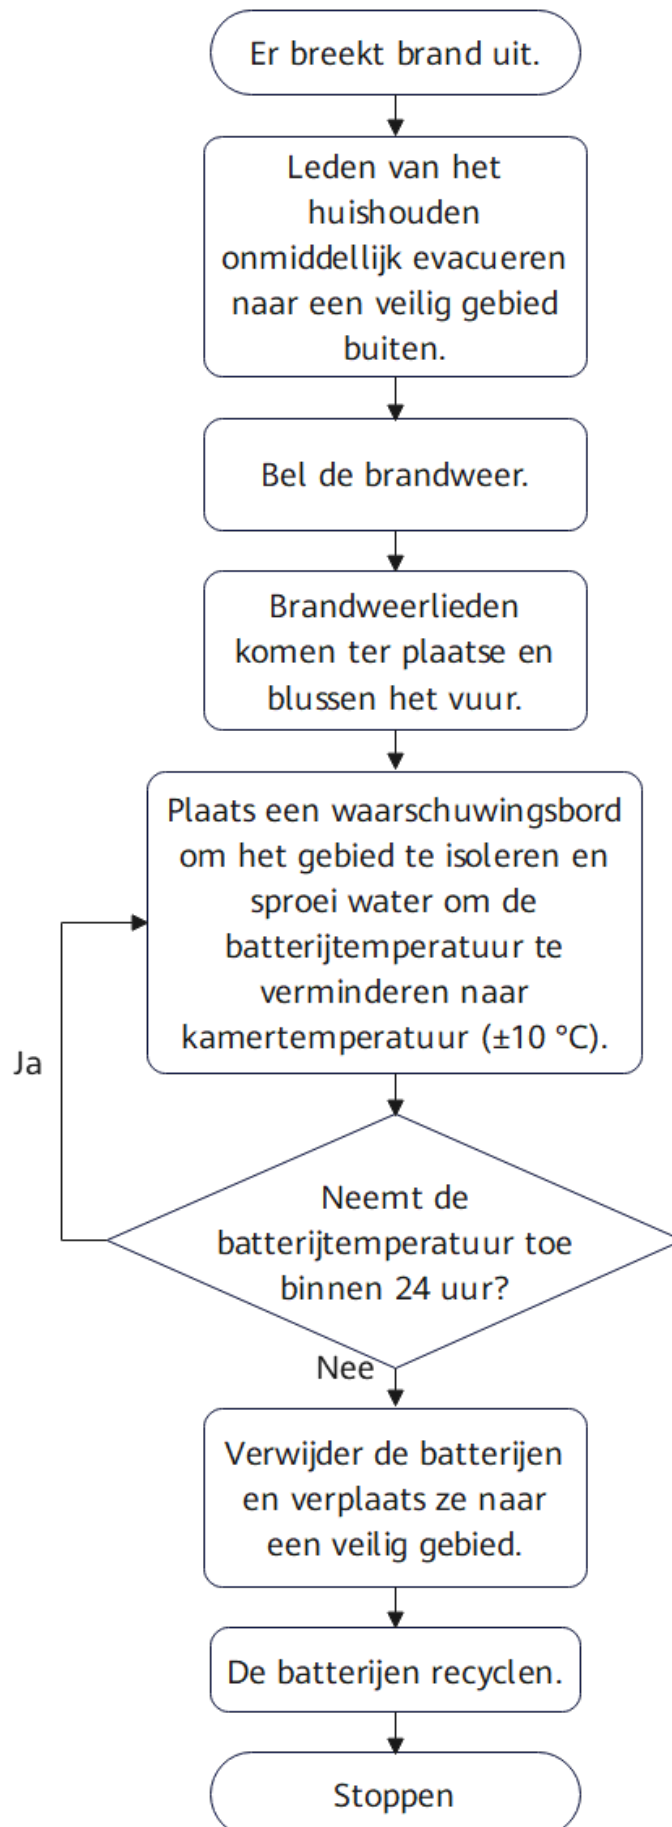 Er breekt brand uit.
Leden van het
huishouden
onmiddellijk evacueren
naar een veilig gebied
buiten.
Bel de brandweer.
Brandweerlieden
komen ter plaatse en
blussen het vuur.
Plaats een waarschuwingsbord
om het gebied te isoleren en
sproei water om de
batterijtemperatuur te
verminderen naar
kamertemperatuur (±10 °C).
Ja
Neemt de
batterijtemperatuur toe
binnen 24 uur?
Nee
Verwijder de batterijen
en verplaats ze naar
een veilig gebied.
De batterijen recyclen.
Stoppen